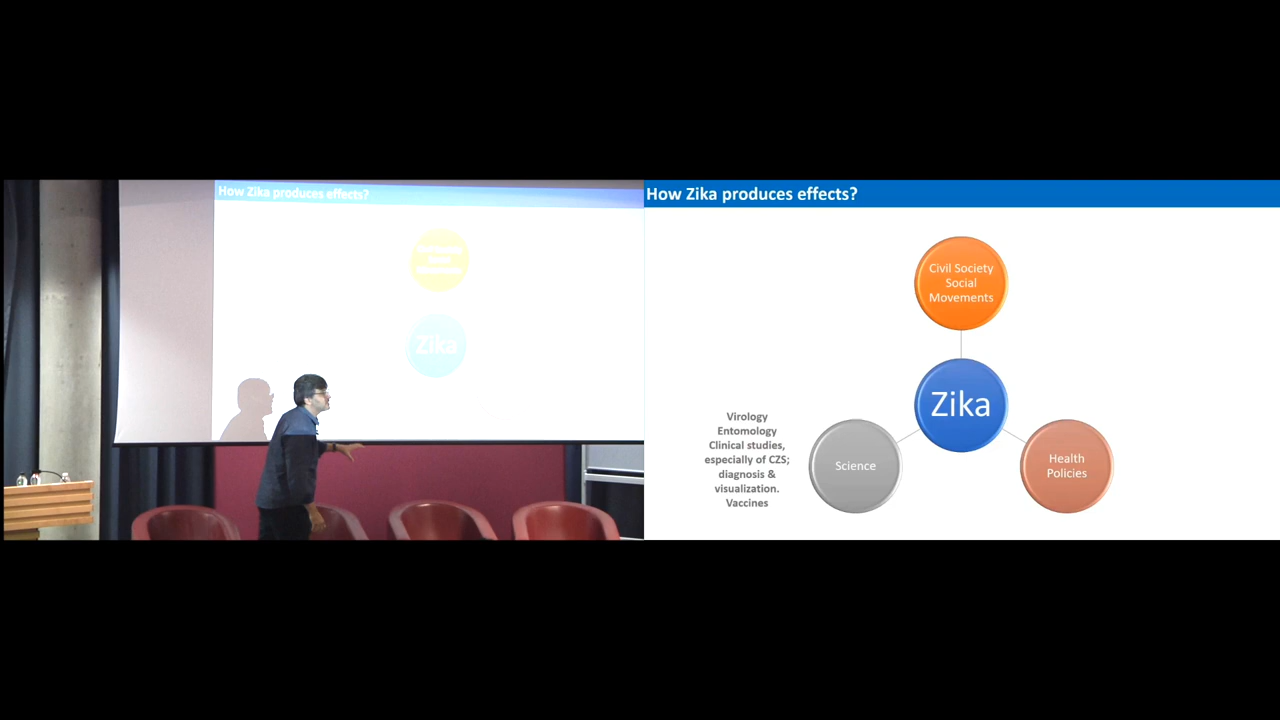 How Zika produces effects?
Zika
How Zika produces effects?
Civil Society
Social
Movements
Zika
Virology
Entomology
Clinical studies,
especially of CZS;
diagnosis &
visualization.
Vaccines
Science
Health
Policies